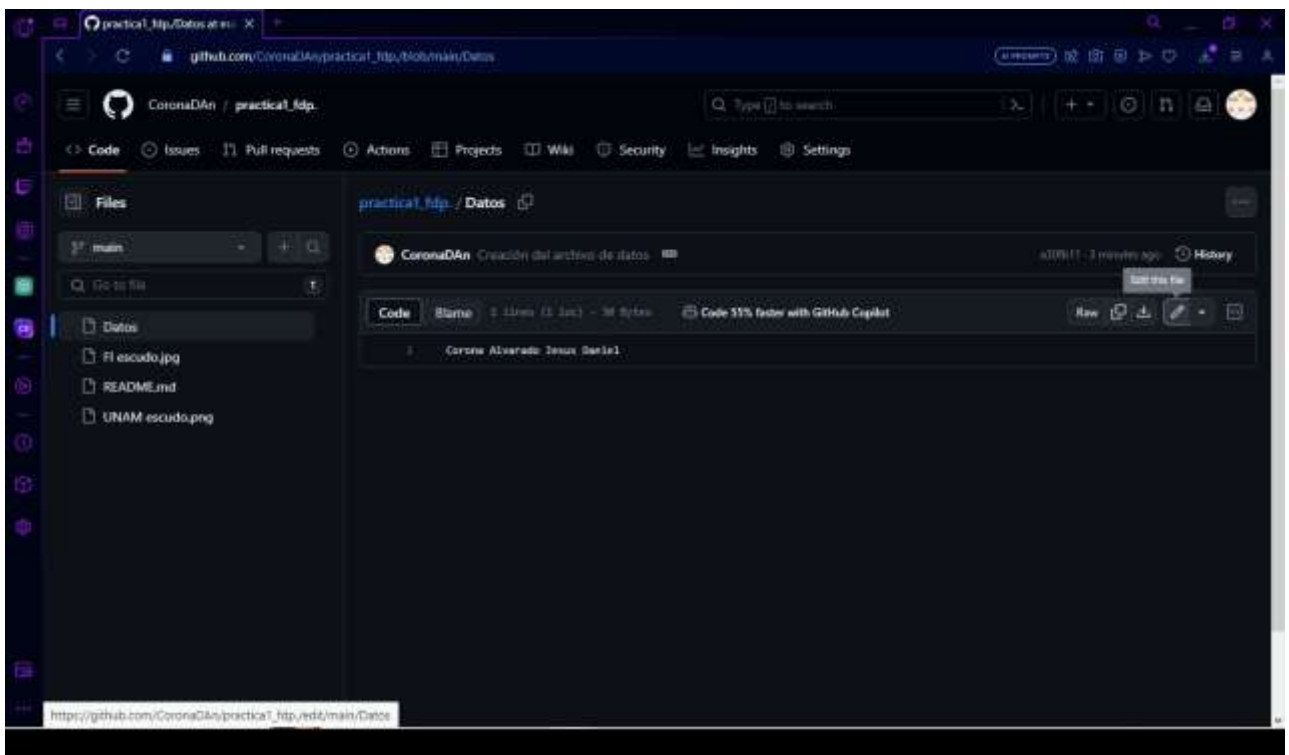 practica1_fdp./Datos at m
github.com/CoronaDAn/practica1_fdp./blob/main/Datos
CoronaDAn / practica1_fdp.
Type / to search
Code Issues Pull requests Actions Projects Wiki Security Insights Settings
Files
practica1_fdp. / Datos
main
CoronaDAn Creación del archivo de datos
3 minutes ago History
Go to file
t
Edit this file
Code Blame
Code 55% faster with GitHub Copilot
Raw
Datos
1 Corona Alvarado Jesus Daniel
FI escudo.jpg
README.md
UNAM escudo.png
https://github.com/CoronaDAn/practica1_fdp./edit/main/Datos